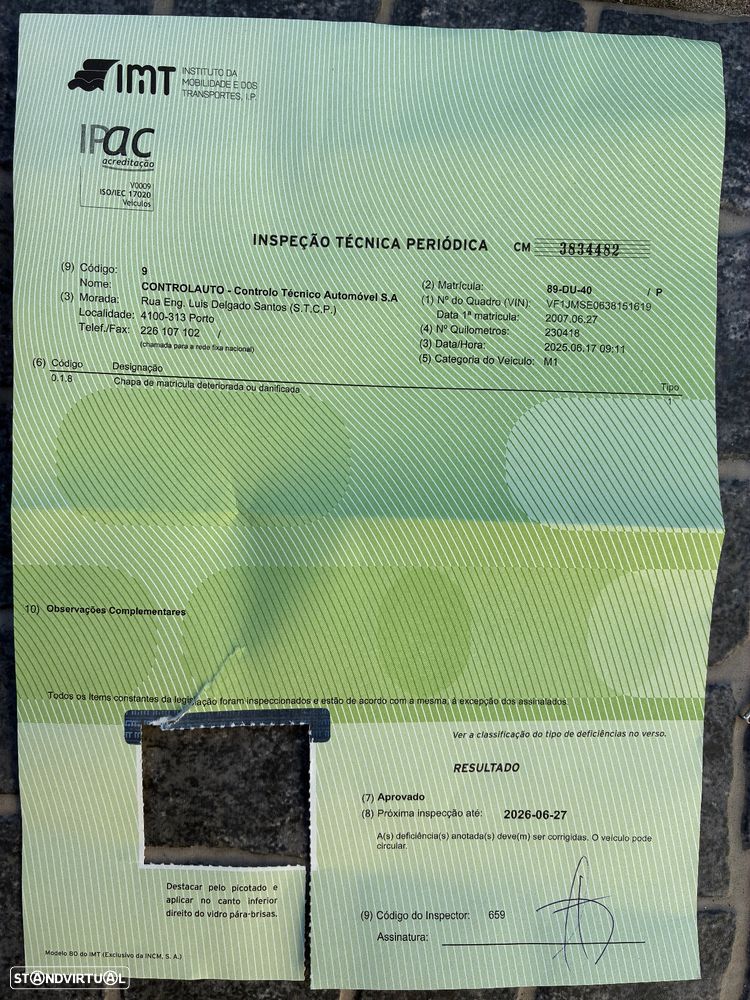 IMT INSTITUTO DA
MOBILIDADE E DOS
TRANSPORTES, I.P.
IPac
acreditação
V0009
ISO/IEC 17020
Veículos
INSPEÇÃO TÉCNICA PERIÓDICA CM 3834482
(9) Código: 9
Nome: CONTROLAUTO - Controlo Técnico Automóvel S.A
(3) Morada: Rua Eng. Luis Delgado Santos (S.T.C.P.)
Localidade: 4100-313 Porto
Telef./Fax: 226 107 102 /
(chamada para a rede fixa nacional)
(2) Matrícula: 89-DU-40 / P
(1) Nº do Quadro (VIN): VF1JMSE0638151619
Data 1ª matricula: 2007.06.27
(4) Nº Quilometros: 230418
(3) Data/Hora: 2025.06.17 09:11
(5) Categoria do Veiculo: M1
(6) Código Designação Tipo
0.1.6 Chapa de matricula deteriorada ou danificada 1
10) Observações Complementares
Todos os items constantes da legislação foram inspeccionados e estão de acordo com a mesma, á excepção dos assinalados.
Ver a classificação do tipo de deficiências no verso.
RESULTADO
(7) Aprovado
(8) Próxima inspecção até: 2026-06-27
A(s) deficiência(s) anotada(s) deve(m) ser corrigidas. O veículo pode
circular.
Destacar pelo picotado e
aplicar no canto inferior
direito do vidro pára-brisas.
(9) Código do Inspector: 659
Assinatura:
Modelo BO do IMT (Exclusivo da INCM, S. A.)
STANDVIRTUAL